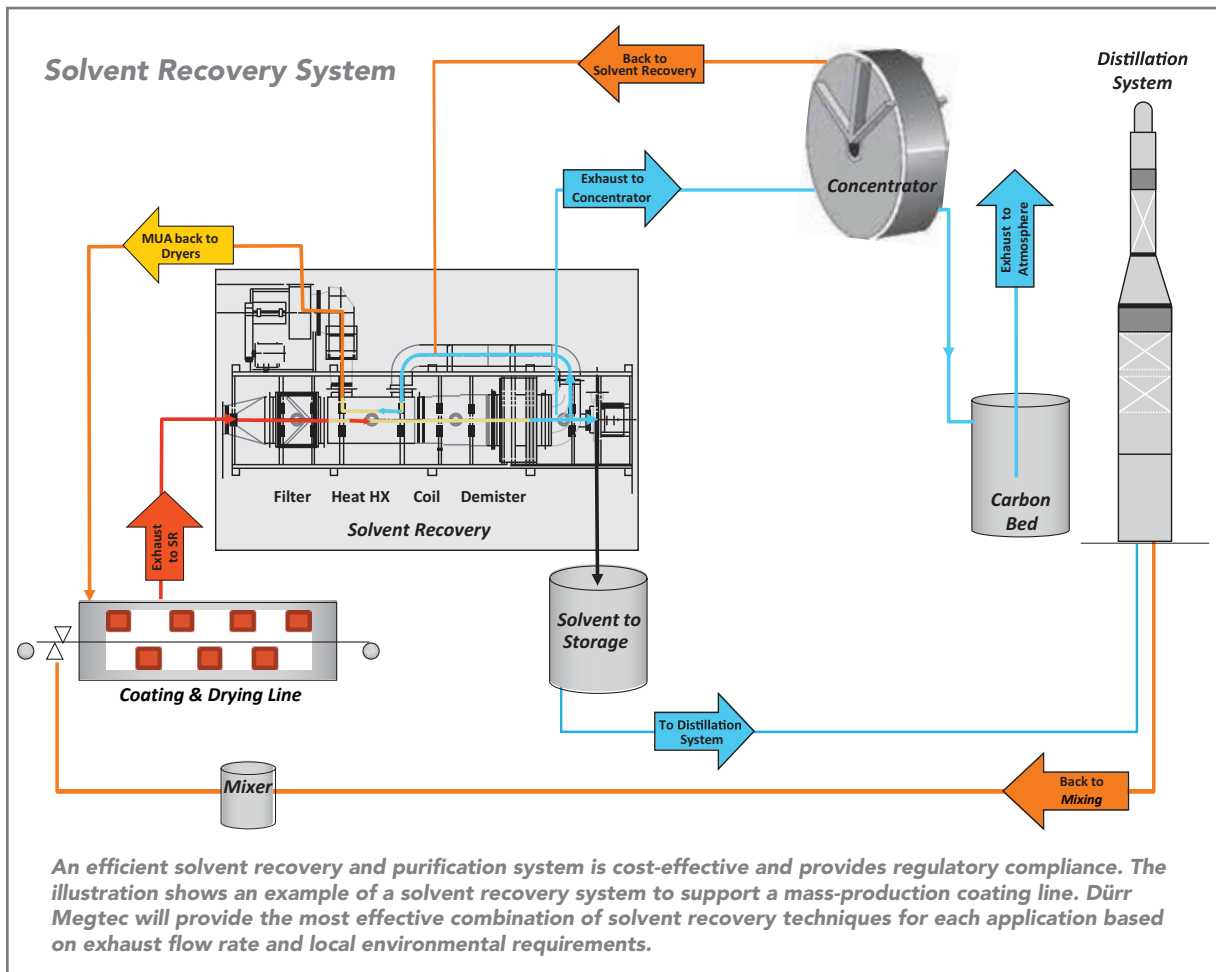 Solvent Recovery System
Back to
Solvent Recovery
Distillation
System
Exhaust to
Concentrator
Concentrator
Exhaust to
Atmosphere
MUA back to
Dryers
Filter
Heat HX
Coil
Demister
Solvent Recovery
Exhaust
to SR
Carbon
Bed
Solvent to
Storage
Coating & Drying Line
To Distillation
System
Mixer
Back to
Mixing
An efficient solvent recovery and purification system is cost-effective and provides regulatory compliance. The
illustration shows an example of a solvent recovery system to support a mass-production coating line. Dürr
Megtec will provide the most effective combination of solvent recovery techniques for each application based
on exhaust flow rate and local environmental requirements.